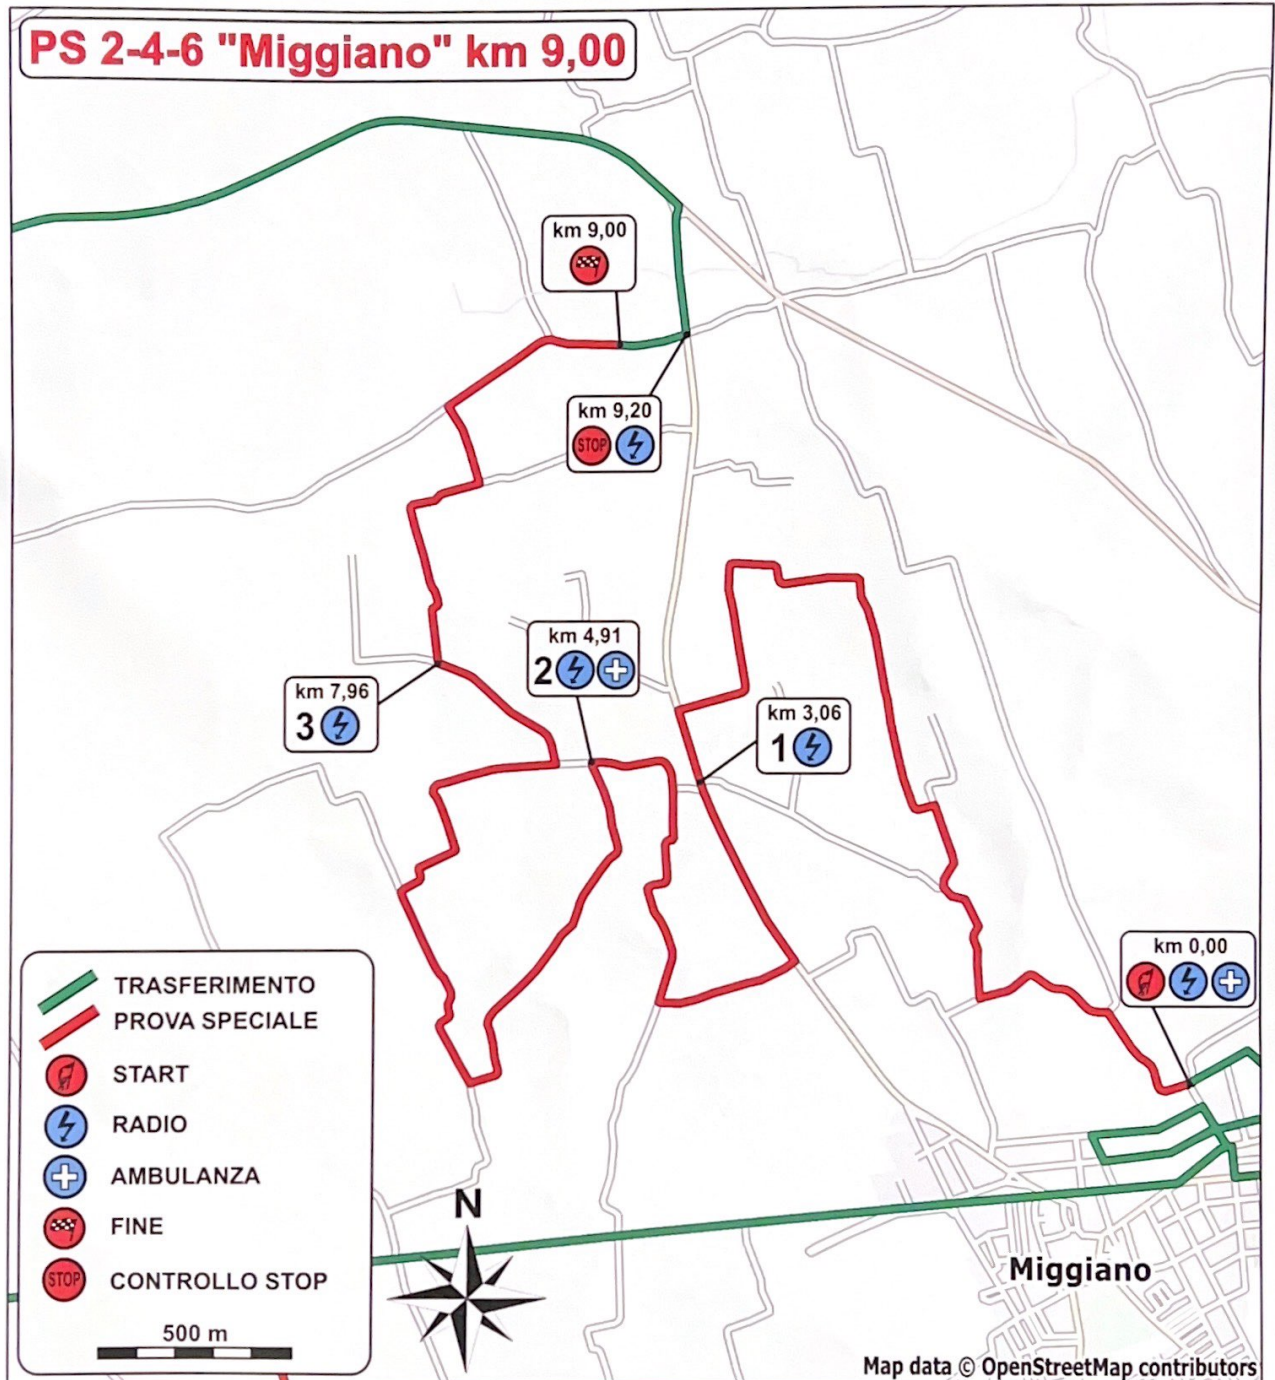 PS 2-4-6 "Miggiano" km 9,00
km 9,00
km 9,20
STOP
km 4,91
2
km 7,96
3
km 3,06
1
km 0,00
TRASFERIMENTO
PROVA SPECIALE
START
RADIO
AMBULANZA
FINE
STOP CONTROLLO STOP
500 m
N
Miggiano
Map data © OpenStreetMap contributors